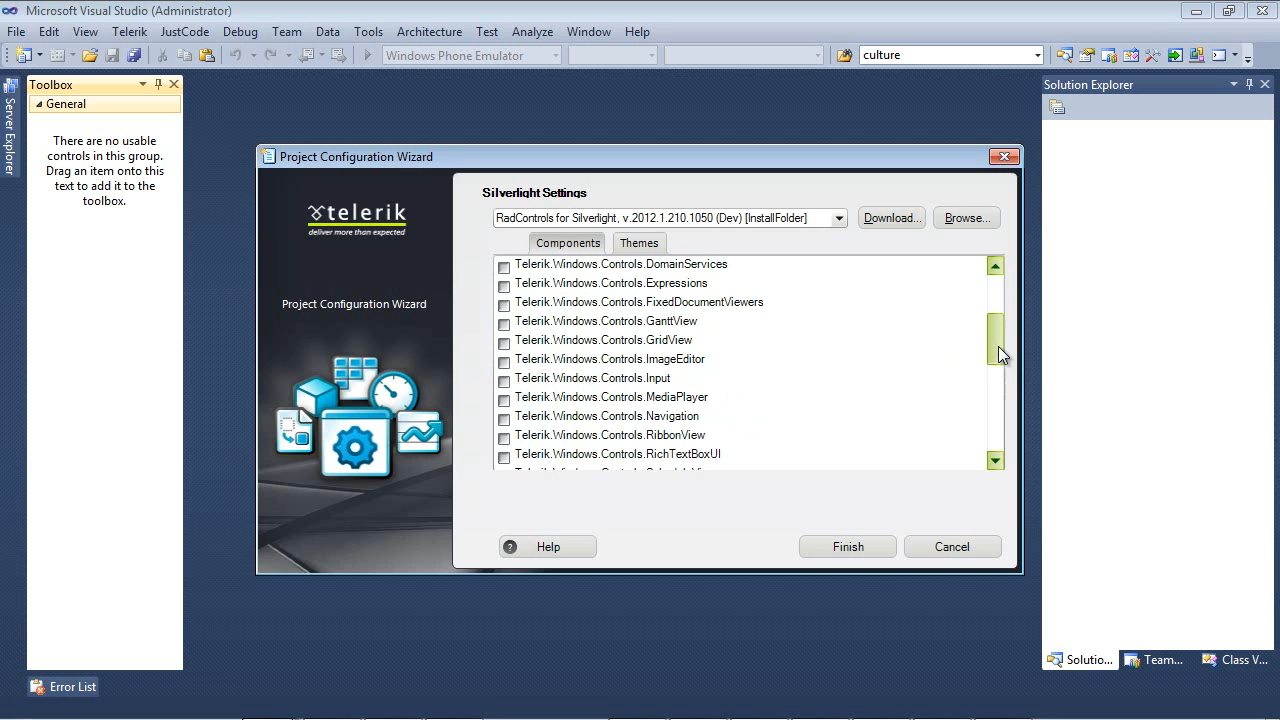 Microsoft Visual Studio (Administrator)
File Edit View Telerik JustCode Debug Team Data Tools Architecture Test Analyze Window Help
Windows Phone Emulator
culture
Server Explorer
Toolbox
General
There are no usable
controls in this group.
Drag an item onto this
text to add it to the
toolbox.
Project Configuration Wizard
telerik
deliver more than expected
Project Configuration Wizard
Silverlight Settings
RadControls for Silverlight, v.2012.1.210.1050 (Dev) [InstallFolder]
Download...
Browse...
Components
Themes
Telerik.Windows.Controls.DomainServices
Telerik.Windows.Controls.Expressions
Telerik.Windows.Controls.FixedDocumentViewers
Telerik.Windows.Controls.GanttView
Telerik.Windows.Controls.GridView
Telerik.Windows.Controls.ImageEditor
Telerik.Windows.Controls.Input
Telerik.Windows.Controls.MediaPlayer
Telerik.Windows.Controls.Navigation
Telerik.Windows.Controls.RibbonView
Telerik.Windows.Controls.RichTextBoxUI
? Help
Finish
Cancel
Solution Explorer
Solutio...
Team...
Class V...
Error List